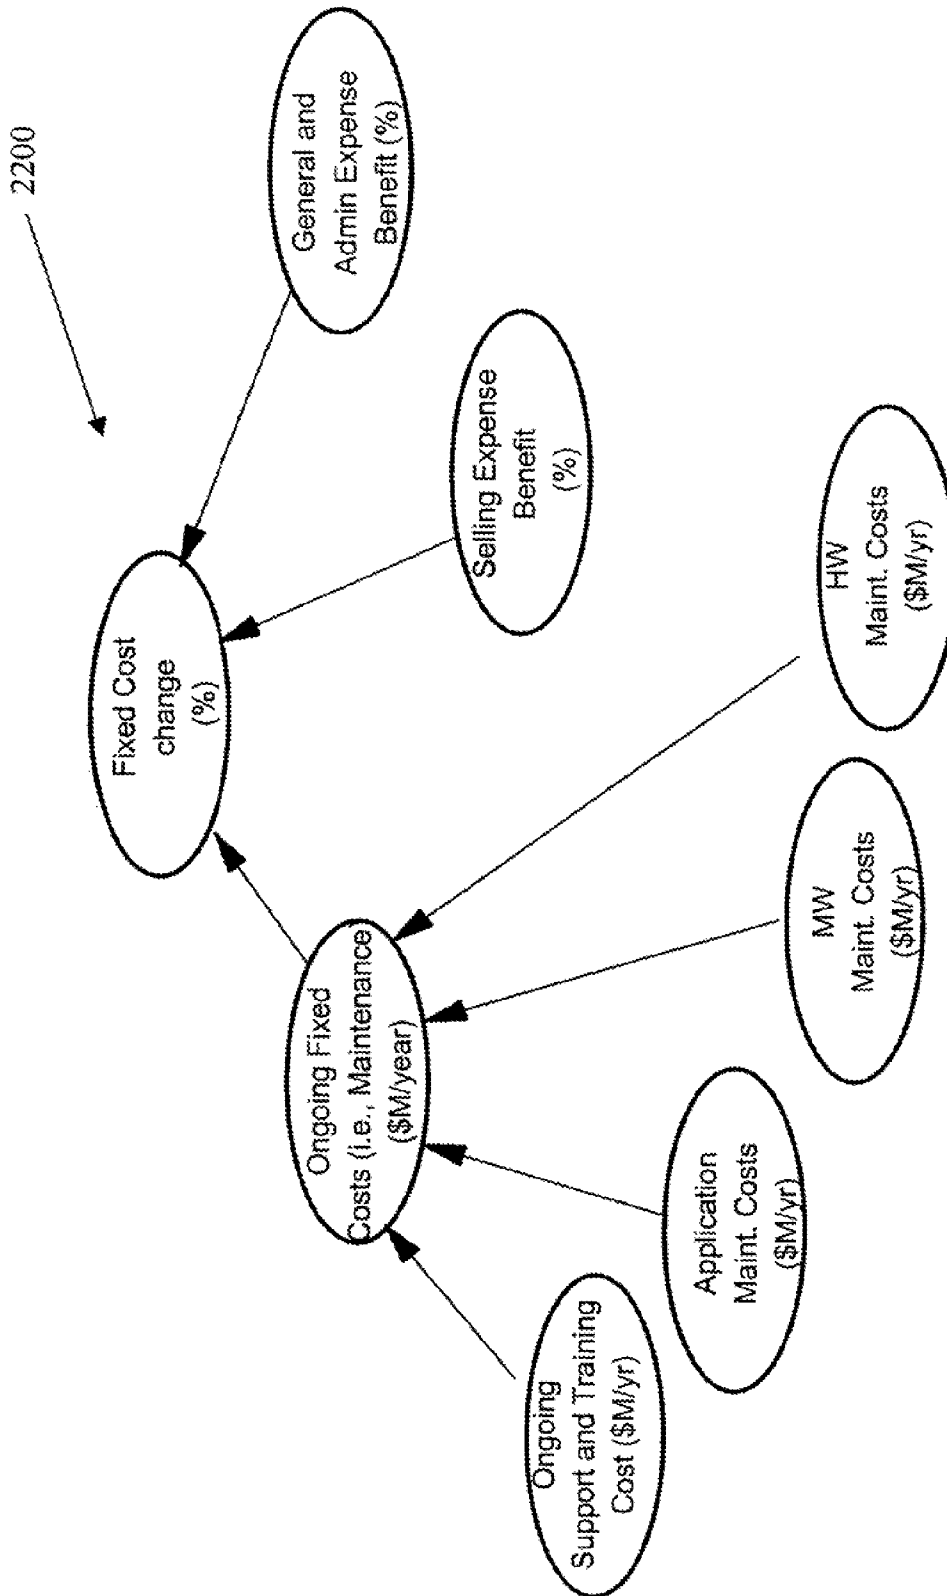 2200
Fixed Cost
change
(%)
General and
Admin Expense
Benefit (%)
Selling Expense
Benefit
(%)
Ongoing Fixed
Costs (i.e., Maintenance
($M/year)
Ongoing
Support and Training
Cost ($M/yr)
Application
Maint. Costs
($M/yr)
MW
Maint. Costs
($M/yr)
HW
Maint. Costs
($M/yr)